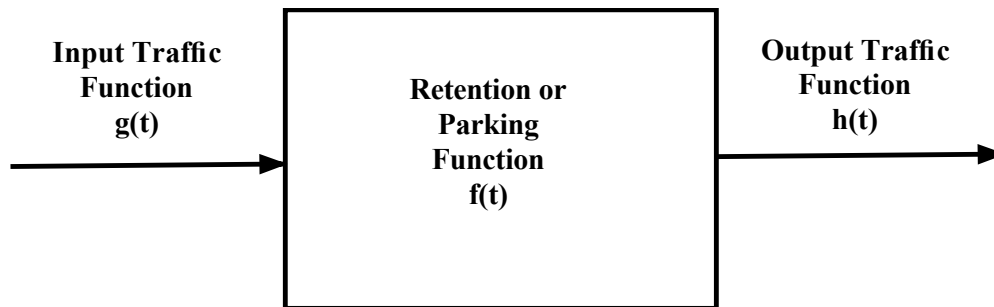 Input Traffic
Function
g(t)
Retention or
Parking
Function
f(t)
Output Traffic
Function
h(t)